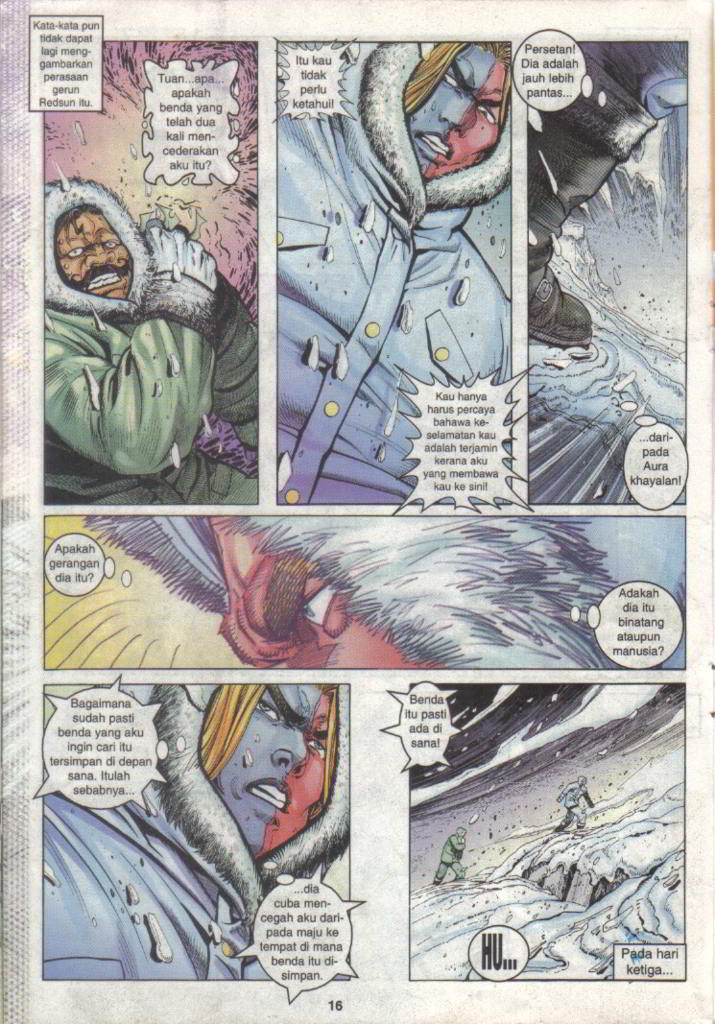 Kata-kata pun
tidak dapat
lagi meng-
gambarkan
perasaan
gerun
Redsun itu.
Tuan...apa...
apakah
benda yang
telah dua
kali men-
cederakan
aku itu?
Itu kau
tidak
perlu
ketahui!
Kau hanya
harus percaya
bahawa ke-
selamatan kau
adalah terjamin
kerana aku
yang membawa
kau ke sini!
Persetan!
Dia adalah
jauh lebih
pantas...
...dari-
pada
Aura
khayalan!
Apakah
gerangan
dia itu?
Adakah
dia itu
binatang
ataupun
manusia?
Bagaimana
sudah pasti
benda yang aku
ingin cari itu
tersimpan di depan
sana. Itulah
sebabnya...
...dia
cuba men-
cegah aku dari-
pada maju ke
tempat di mana
benda itu di-
simpan.
Benda
itu pasti
ada di
sana!
HU...
Pada hari
ketiga...
16